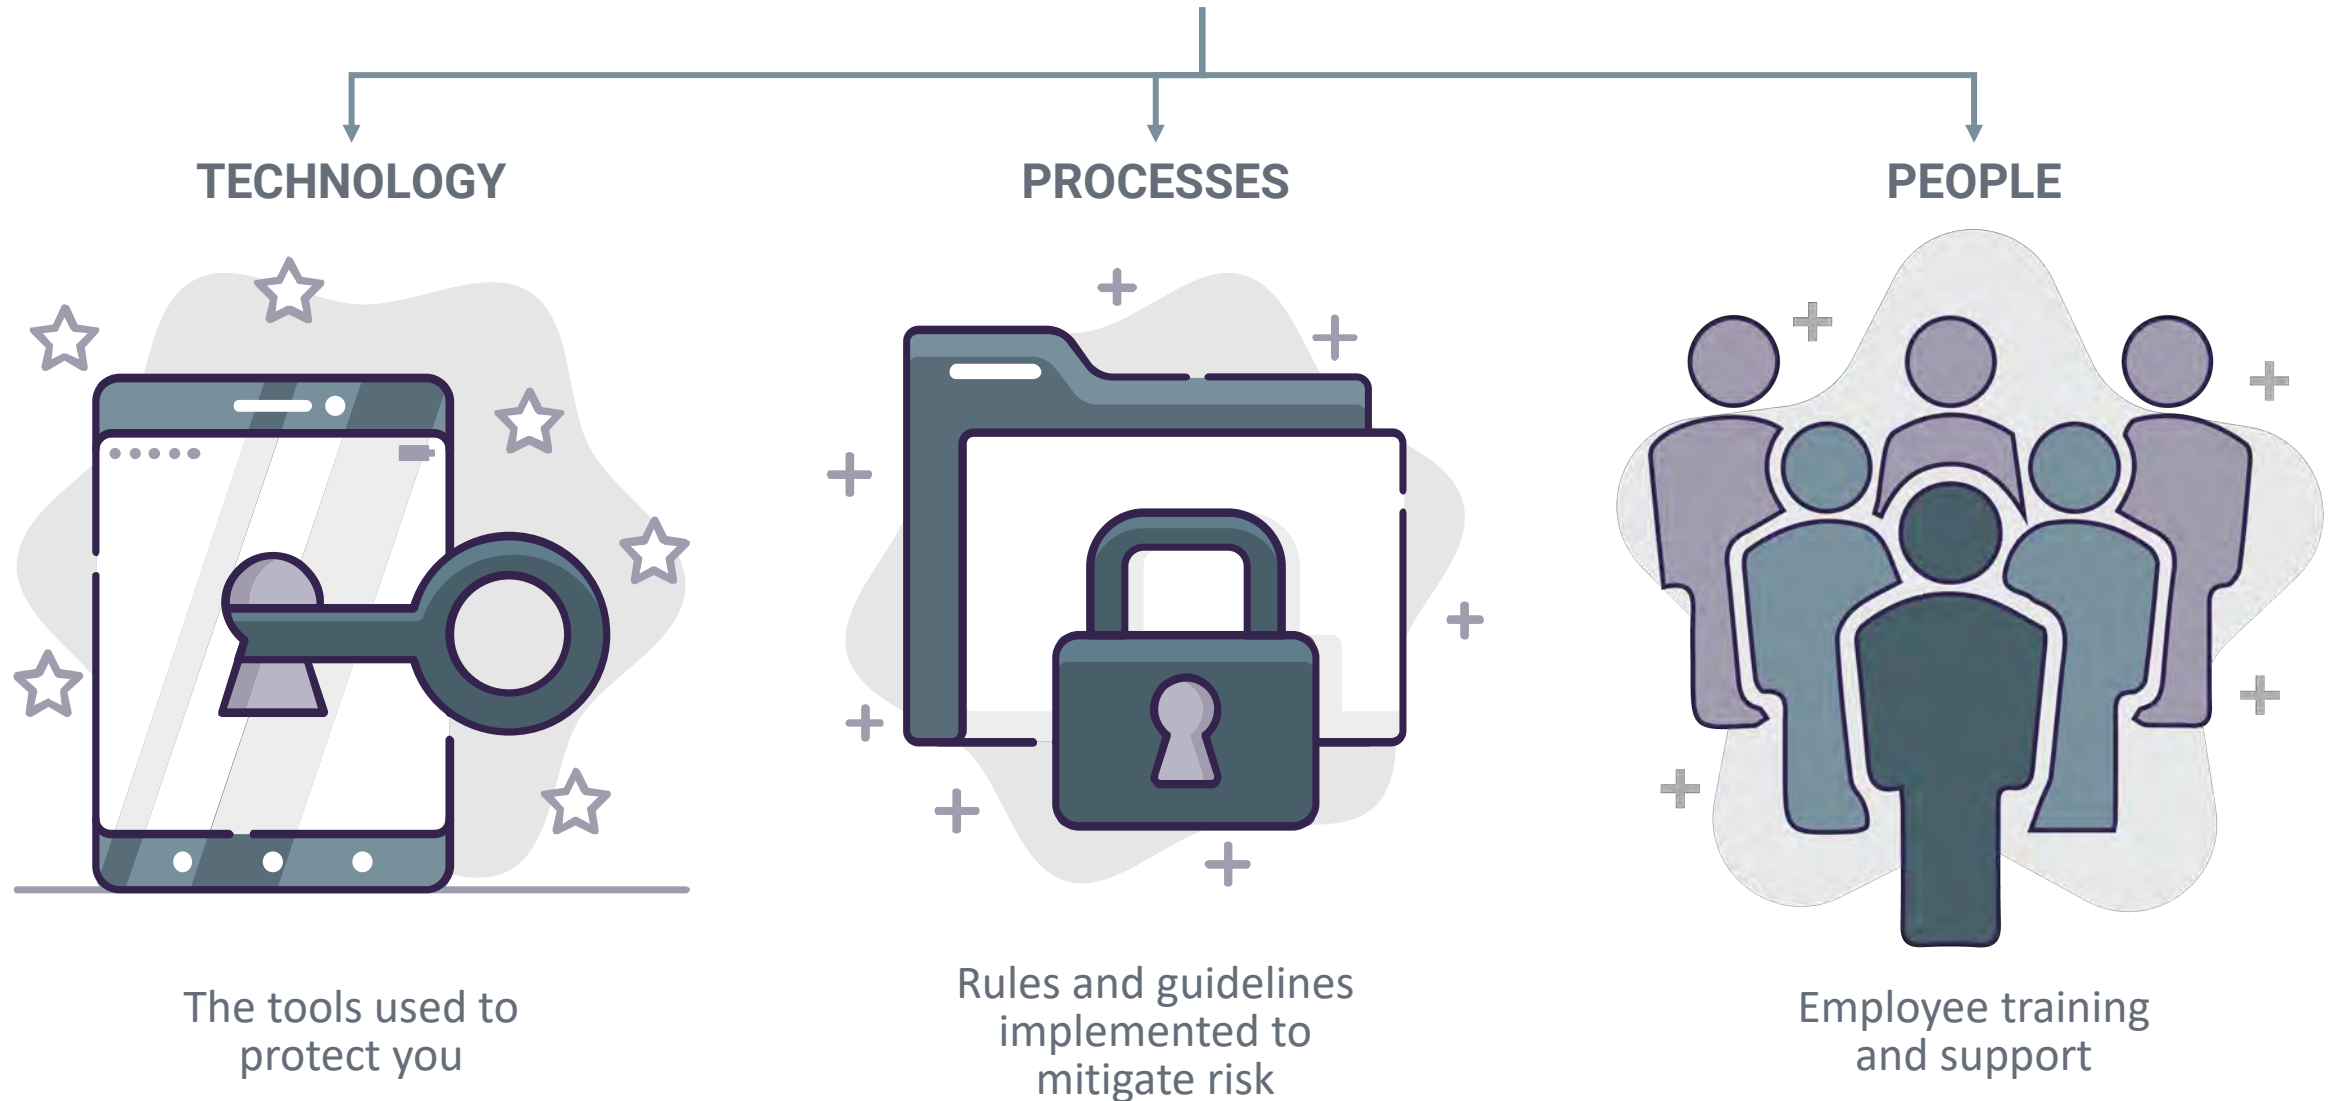 TECHNOLOGY
The tools used to
protect you
PROCESSES
Rules and guidelines
implemented to
mitigate risk
PEOPLE
Employee training
and support